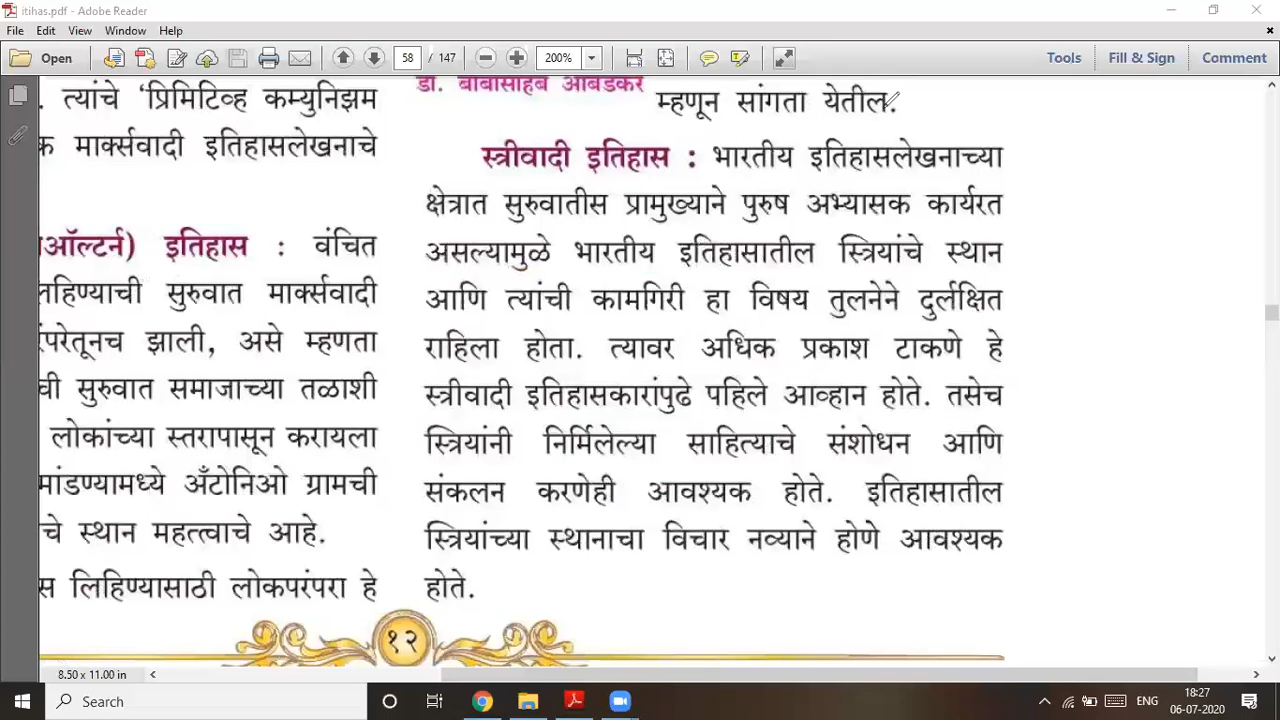 itihas.pdf - Adobe Reader
File Edit View Window Help
Open 58 / 147 200% Tools Fill & Sign Comment
. त्यांचे ‘प्रिमिटिव्ह कम्युनिझम
मार्क्सवादी इतिहासलेखनाचे
ऑल्टर्न) इतिहास : वंचित
लिहिण्याची सुरुवात मार्क्सवादी
परंपरेतूनच झाली, असे म्हणता
ची सुरुवात समाजाच्या तळाशी
लोकांच्या स्तरापासून करायला
मांडण्यामध्ये अँटोनिओ ग्रामची
चे स्थान महत्त्वाचे आहे.
स लिहिण्यासाठी लोकपरंपरा हे
डॉ. बाबासाहेब आंबेडकर
म्हणून सांगता येतील.
स्त्रीवादी इतिहास : भारतीय इतिहासलेखनाच्या
क्षेत्रात सुरुवातीस प्रामुख्याने पुरुष अभ्यासक कार्यरत
असल्यामुळे भारतीय इतिहासातील स्त्रियांचे स्थान
आणि त्यांची कामगिरी हा विषय तुलनेने दुर्लक्षित
राहिला होता. त्यावर अधिक प्रकाश टाकणे हे
स्त्रीवादी इतिहासकारांपुढे पहिले आव्हान होते. तसेच
स्त्रियांनी निर्मिलेल्या साहित्याचे संशोधन आणि
संकलन करणेही आवश्यक होते. इतिहासातील
स्त्रियांच्या स्थानाचा विचार नव्याने होणे आवश्यक
होते.
१२
8.50 x 11.00 in
Search
ENG
18:27
06-07-2020